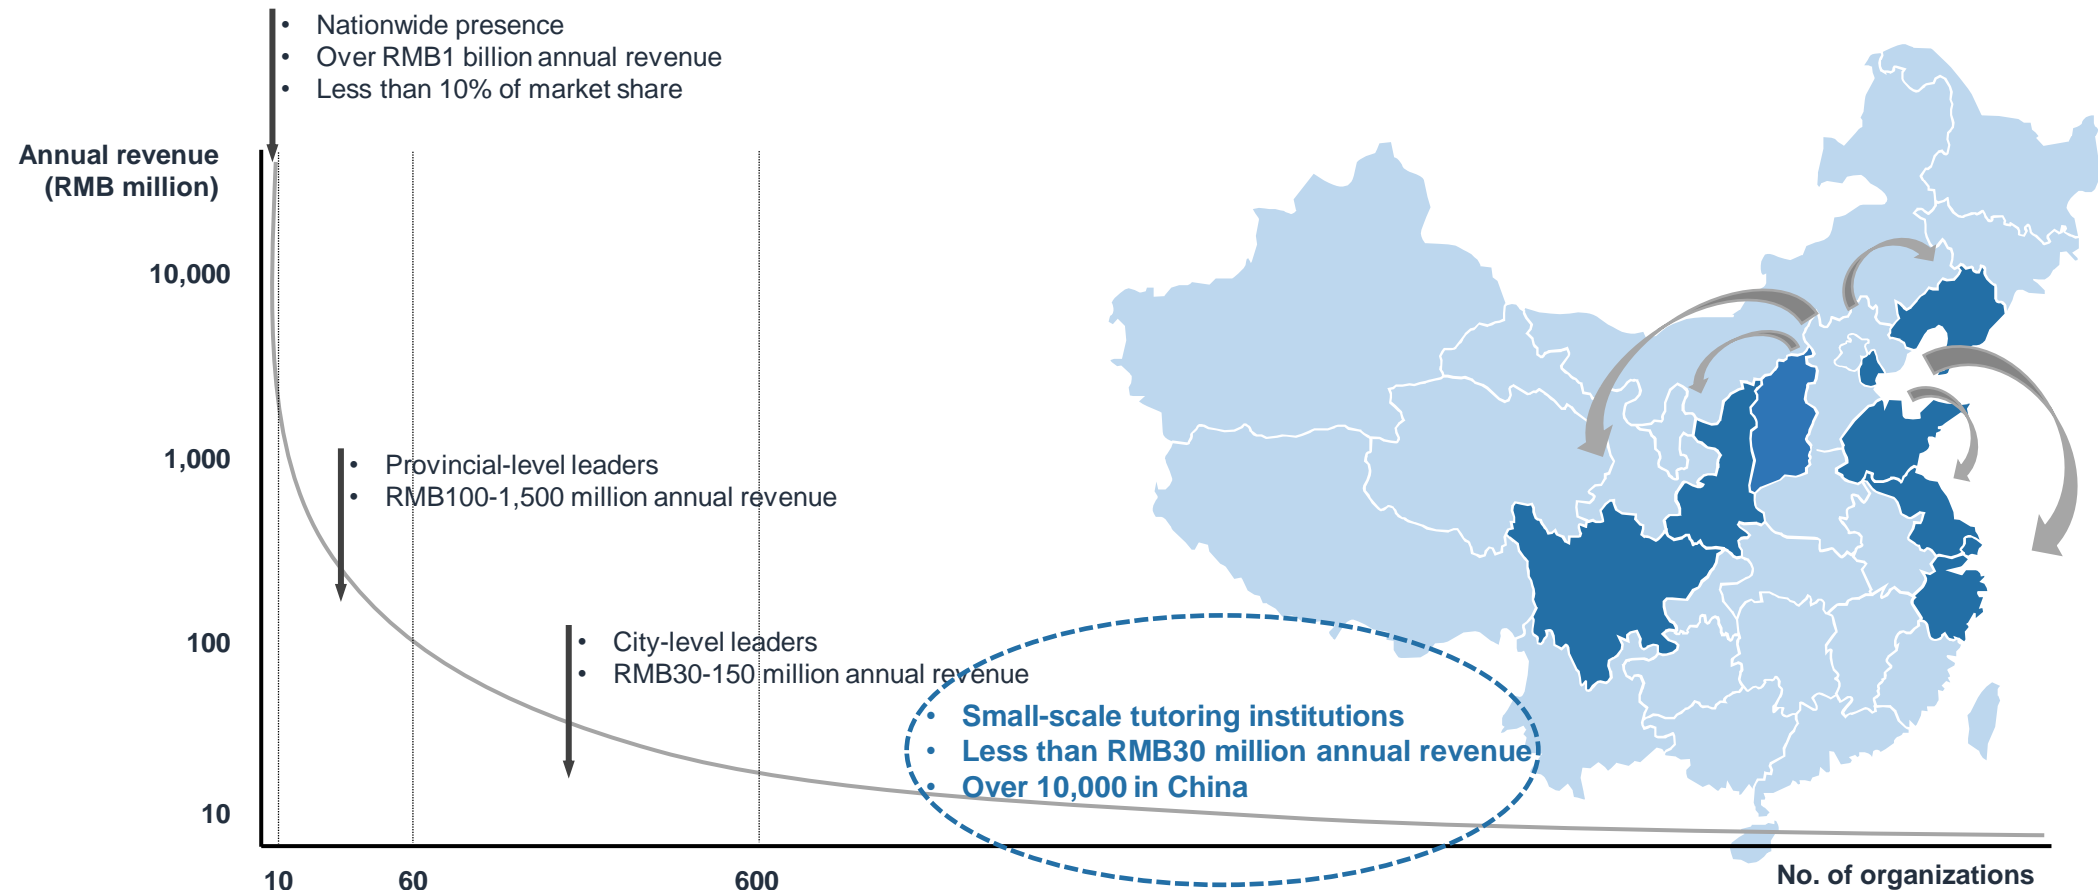 • Nationwide presence
• Over RMB1 billion annual revenue
• Less than 10% of market share
Annual revenue
(RMB million)
10,000
1,000
100
10
• Provincial-level leaders
• RMB100-1,500 million annual revenue
• City-level leaders
• RMB30-150 million annual revenue
• Small-scale tutoring institutions
• Less than RMB30 million annual revenue
• Over 10,000 in China
10
60
600
No. of organizations